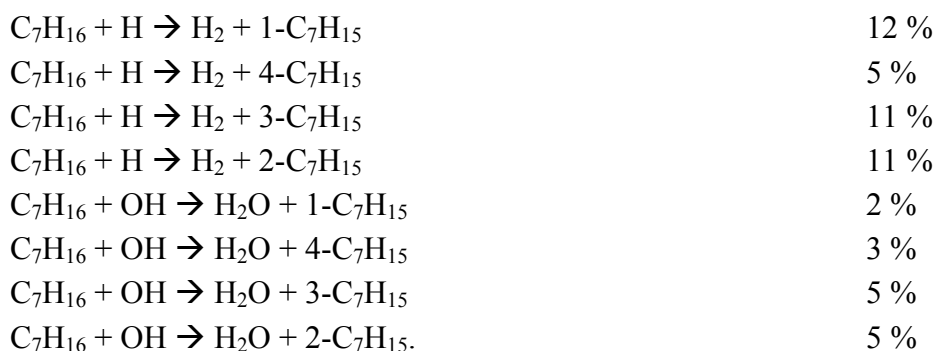 C₇H₁₆ + H → H₂ + 1-C₇H₁₅ 12 %
C₇H₁₆ + H → H₂ + 4-C₇H₁₅ 5 %
C₇H₁₆ + H → H₂ + 3-C₇H₁₅ 11 %
C₇H₁₆ + H → H₂ + 2-C₇H₁₅ 11 %
C₇H₁₆ + OH → H₂O + 1-C₇H₁₅ 2 %
C₇H₁₆ + OH → H₂O + 4-C₇H₁₅ 3 %
C₇H₁₆ + OH → H₂O + 3-C₇H₁₅ 5 %
C₇H₁₆ + OH → H₂O + 2-C₇H₁₅. 5 %